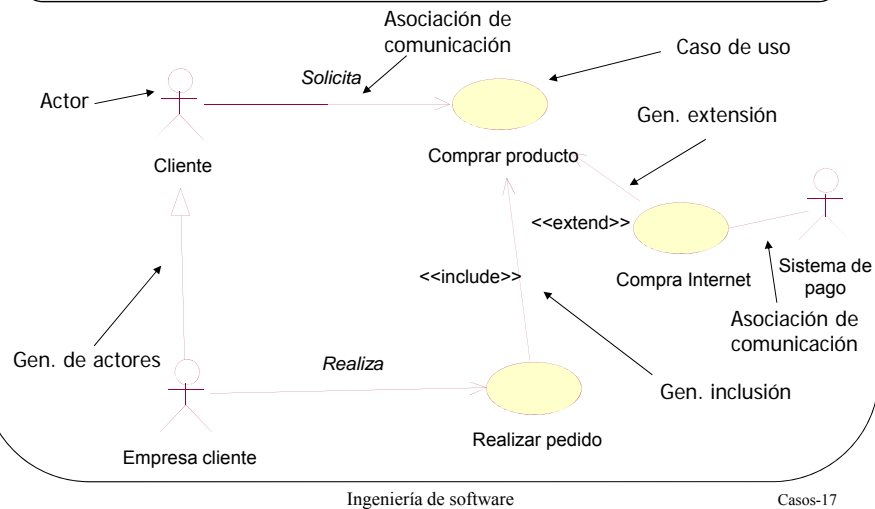 Asociación de
comunicación
Caso de uso
Solicita
Actor
Gen. extensión
Comprar producto
Cliente
<<extend>>
<<include>>
Compra Internet
Sistema de
pago
Asociación de
comunicación
Gen. de actores
Realiza
Gen. inclusión
Realizar pedido
Empresa cliente
Ingeniería de software
Casos-17